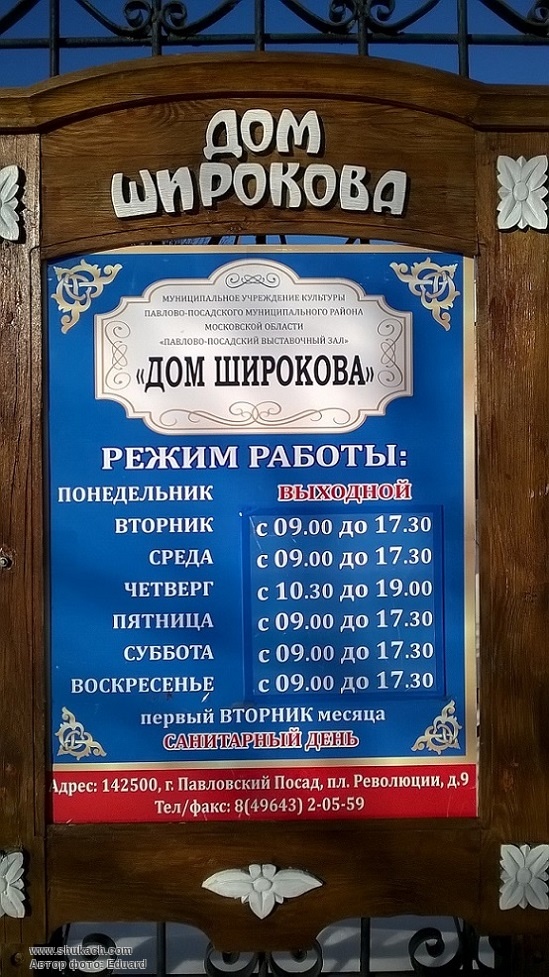 ДОМ
ШИРОКОВА
МУНИЦИПАЛЬНОЕ УЧРЕЖДЕНИЕ КУЛЬТУРЫ
ПАВЛОВО-ПОСАДСКОГО МУНИЦИПАЛЬНОГО РАЙОНА
МОСКОВСКОЙ ОБЛАСТИ
«ПАВЛОВО-ПОСАДСКИЙ ВЫСТАВОЧНЫЙ ЗАЛ»
«ДОМ ШИРОКОВА»
РЕЖИМ РАБОТЫ:
ПОНЕДЕЛЬНИК ВЫХОДНОЙ
ВТОРНИК с 09.00 до 17.30
СРЕДА с 09.00 до 17.30
ЧЕТВЕРГ с 10.30 до 19.00
ПЯТНИЦА с 09.00 до 17.30
СУББОТА с 09.00 до 17.30
ВОСКРЕСЕНЬЕ с 09.00 до 17.30
первый ВТОРНИК месяца
САНИТАРНЫЙ ДЕНЬ
Адрес: 142500, г. Павловский Посад, пл. Революции, д.9
Тел/факс: 8(49643) 2-05-59
www.shukach.com
Автор фото: Eduard